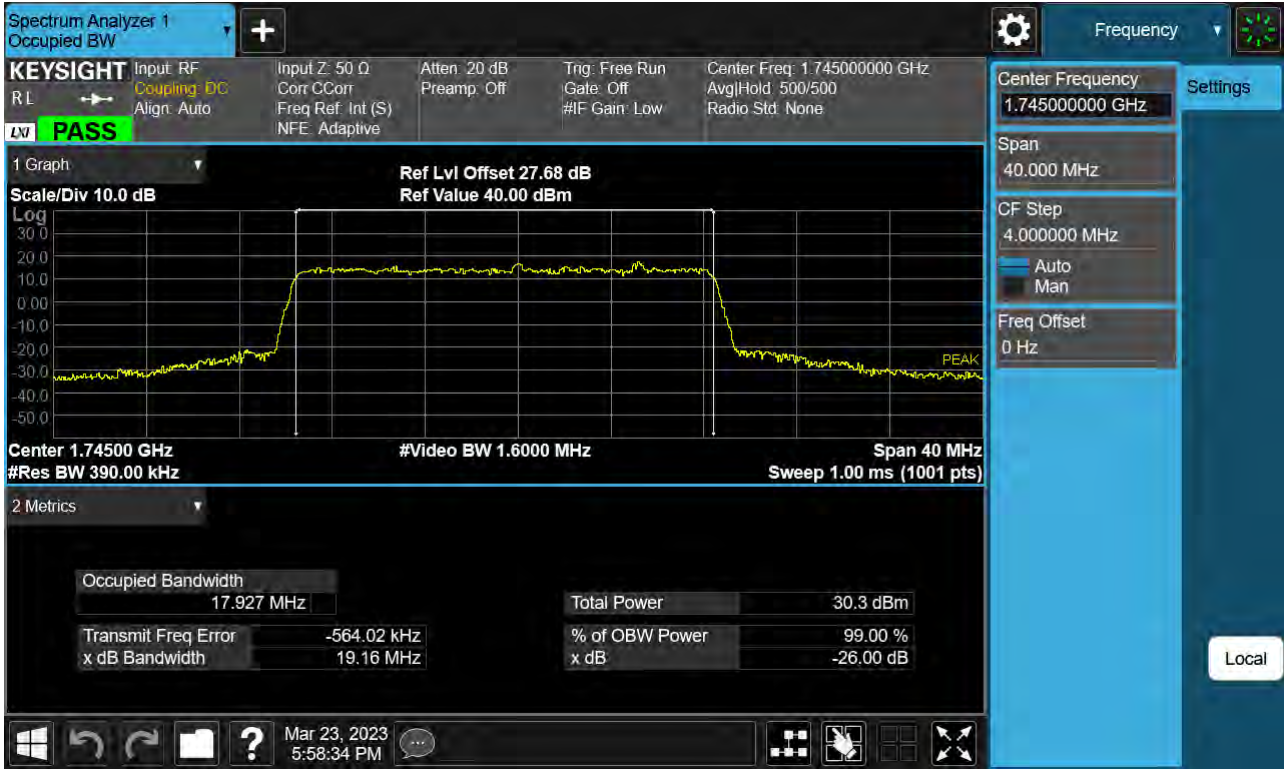 Spectrum Analyzer 1
Occupied BW
Frequency
KEYSIGHT
RL
LXI
PASS
Input: RF
Coupling: DC
Align: Auto
Input Z: 50 Ω
Corr CCorr
Freq Ref: Int (S)
NFE: Adaptive
Atten: 20 dB
Preamp: Off
Trig: Free Run
Gate: Off
#IF Gain: Low
Center Freq: 1.745000000 GHz
Avg|Hold: 500/500
Radio Std: None
Center Frequency
1.745000000 GHz
Settings
Span
40.000 MHz
CF Step
4.000000 MHz
Auto
Man
Freq Offset
0 Hz
1 Graph
Scale/Div 10.0 dB
Ref Lvl Offset 27.68 dB
Ref Value 40.00 dBm
Log
30.0
20.0
10.0
0.00
-10.0
-20.0
-30.0
-40.0
-50.0
PEAK
Center 1.74500 GHz
#Video BW 1.6000 MHz
Span 40 MHz
#Res BW 390.00 kHz
Sweep 1.00 ms (1001 pts)
2 Metrics
Occupied Bandwidth
17.927 MHz
Total Power 30.3 dBm
Transmit Freq Error -564.02 kHz
% of OBW Power 99.00 %
x dB Bandwidth 19.16 MHz
x dB -26.00 dB
Local
?
Mar 23, 2023
5:58:34 PM